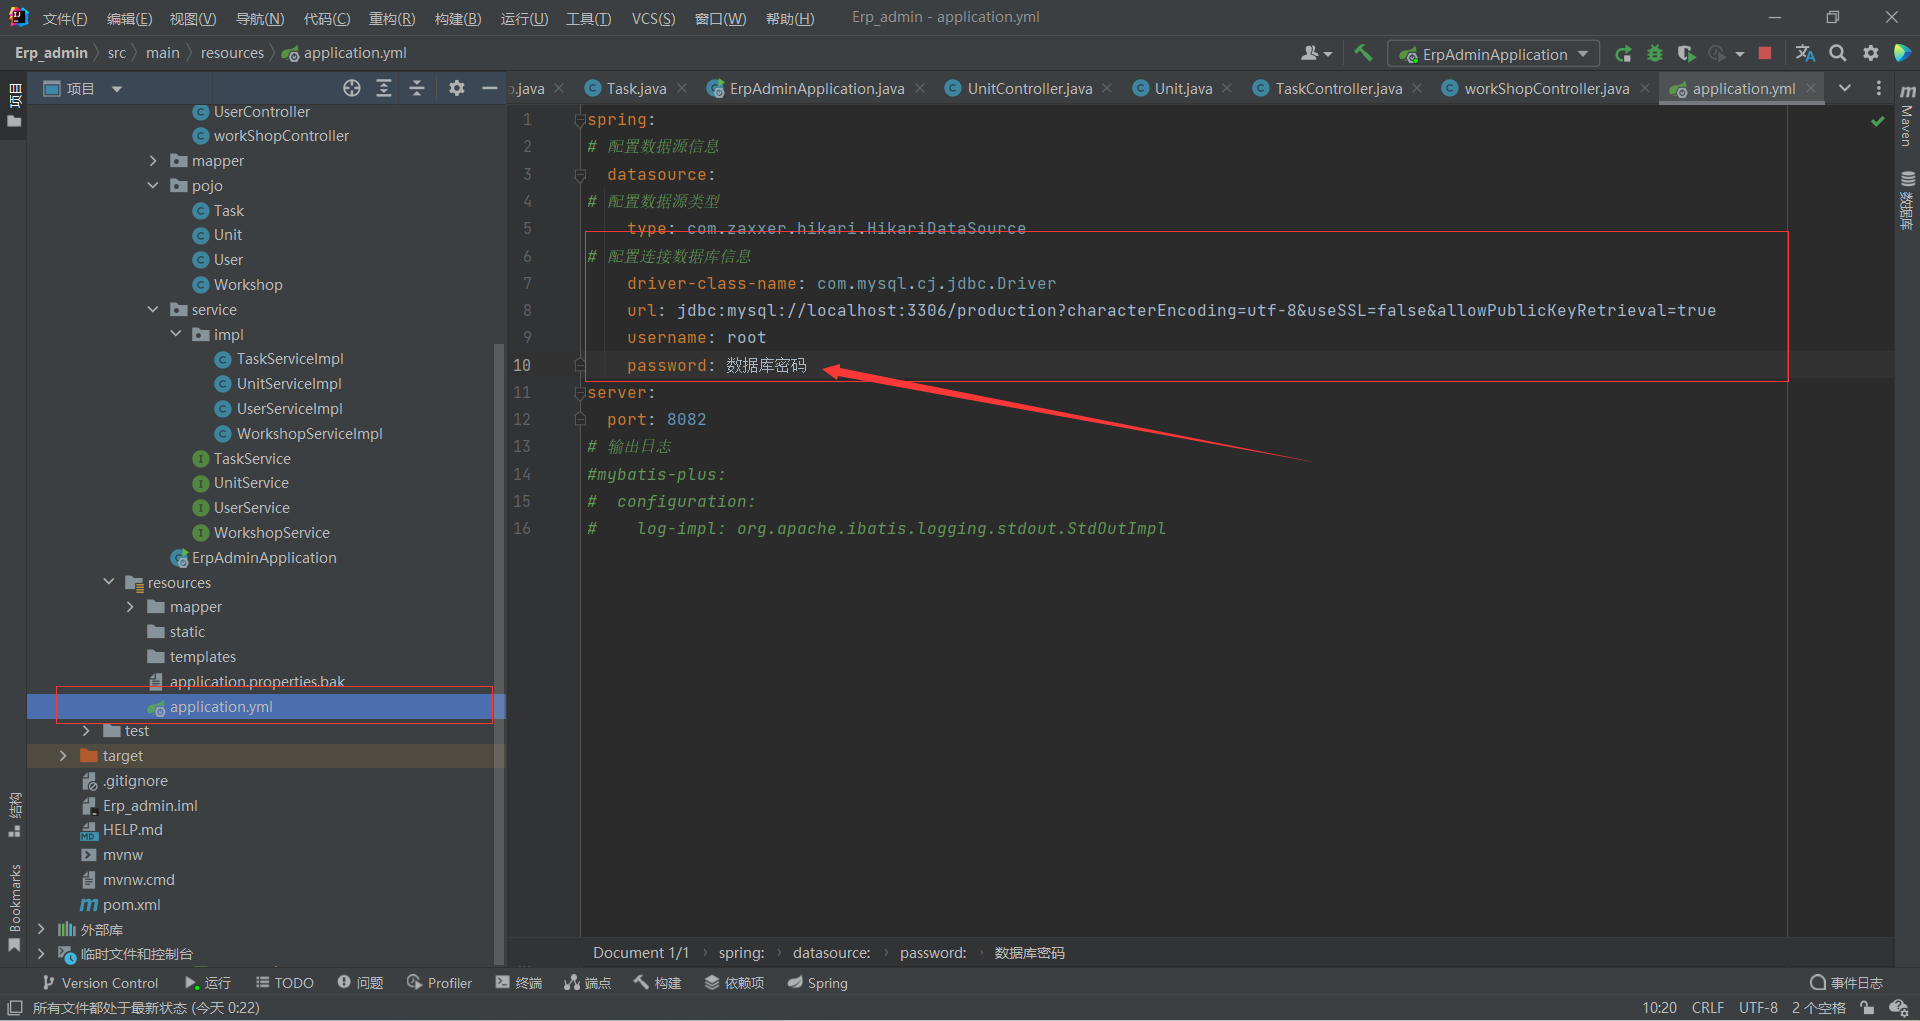 文件(F) 编辑(E) 视图(V) 导航(N) 代码(C) 重构(R) 构建(B) 运行(U) 工具(T) VCS(S) 窗口(W) 帮助(H) Erp_admin - application.yml
Erp_admin src main resources application.yml ErpAdminApplication
项目
o.java Task.java ErpAdminApplication.java UnitController.java Unit.java TaskController.java workShopController.java application.yml
项目
UserController
workShopController
mapper
pojo
Task
Unit
User
Workshop
service
impl
TaskServiceImpl
UnitServiceImpl
UserServiceImpl
WorkshopServiceImpl
TaskService
UnitService
UserService
WorkshopService
ErpAdminApplication
resources
mapper
static
templates
application.properties.bak
application.yml
test
target
.gitignore
Erp_admin.iml
HELP.md
mvnw
mvnw.cmd
pom.xml
外部库
临时文件和控制台
结构
Bookmarks
1 spring:
2 # 配置数据源信息
3 datasource:
4 # 配置数据源类型
5 type: com.zaxxer.hikari.HikariDataSource
6 # 配置连接数据库信息
7 driver-class-name: com.mysql.cj.jdbc.Driver
8 url: jdbc:mysql://localhost:3306/production?characterEncoding=utf-8&useSSL=false&allowPublicKeyRetrieval=true
9 username: root
10 password: 数据库密码
11 server:
12 port: 8082
13 # 输出日志
14 #mybatis-plus:
15 # configuration:
16 # log-impl: org.apache.ibatis.logging.stdout.StdOutImpl
Maven
数据库
Document 1/1 spring: datasource: password: 数据库密码
Version Control 运行 TODO 问题 Profiler 终端 端点 构建 依赖项 Spring 事件日志
所有文件都处于最新状态 (今天 0:22) 10:20 CRLF UTF-8 2 个空格